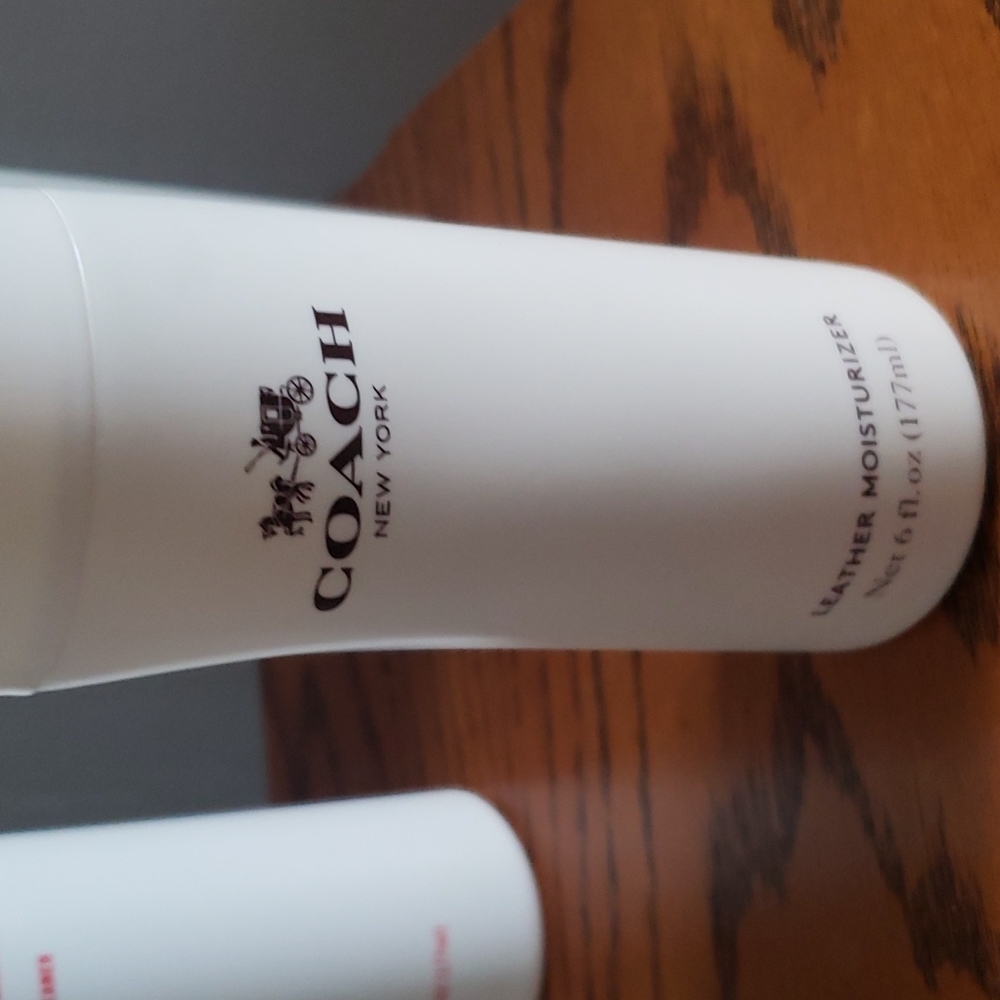 COACH
NEW YORK
LEATHER MOISTURIZER
Net 6 fl. oz (177ml)